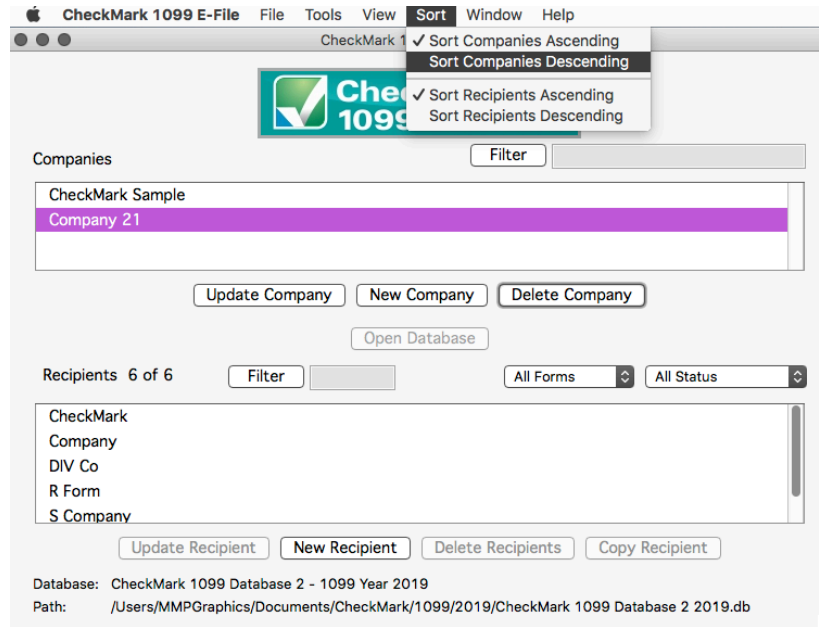 CheckMark 1099 E-File File Tools View Sort Window Help
CheckMark 1
✓ Sort Companies Ascending
Sort Companies Descending
✓ Sort Recipients Ascending
Sort Recipients Descending
Che
1099
Companies
Filter
CheckMark Sample
Company 21
Update Company New Company Delete Company
Open Database
Recipients 6 of 6 Filter All Forms All Status
CheckMark
Company
DIV Co
R Form
S Company
Update Recipient New Recipient Delete Recipients Copy Recipient
Database: CheckMark 1099 Database 2 - 1099 Year 2019
Path: /Users/MMPGraphics/Documents/CheckMark/1099/2019/CheckMark 1099 Database 2 2019.db